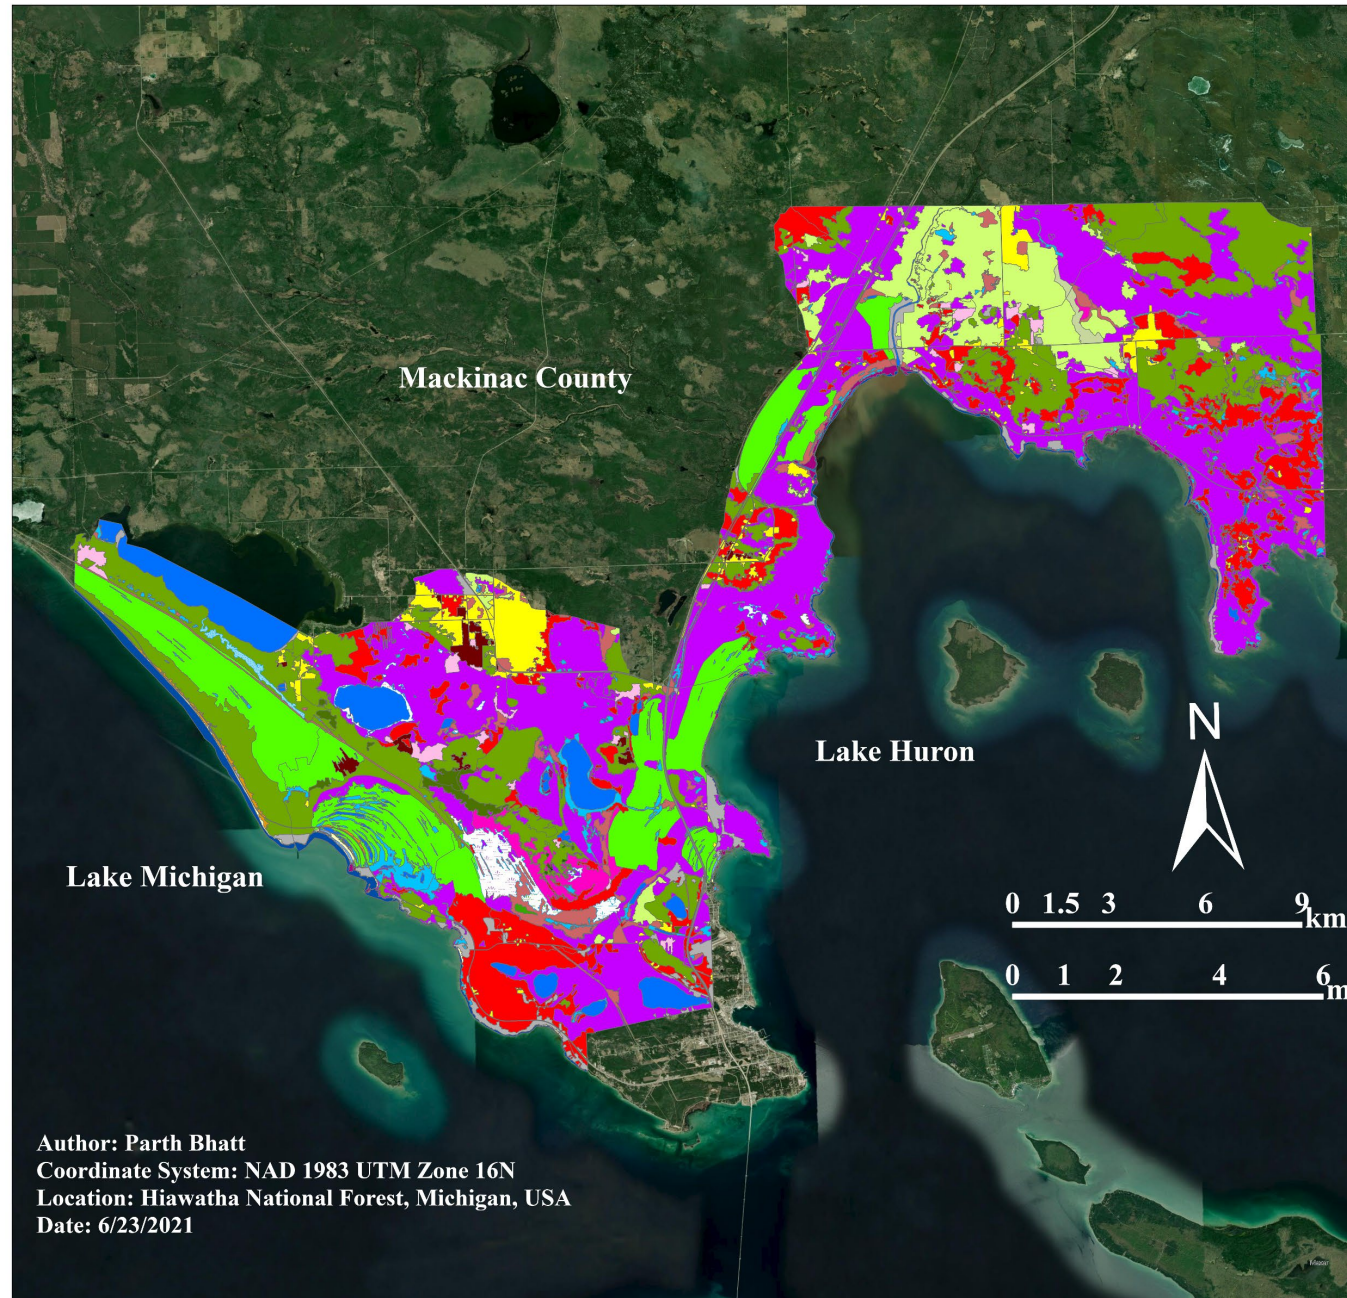 Mackinac County
Lake Huron
N
Lake Michigan
0 1.5 3 6 9
km
0 1 2 4 6
m
Author: Parth Bhatt
Coordinate System: NAD 1983 UTM Zone 16N
Location: Hiawatha National Forest, Michigan, USA
Date: 6/23/2021